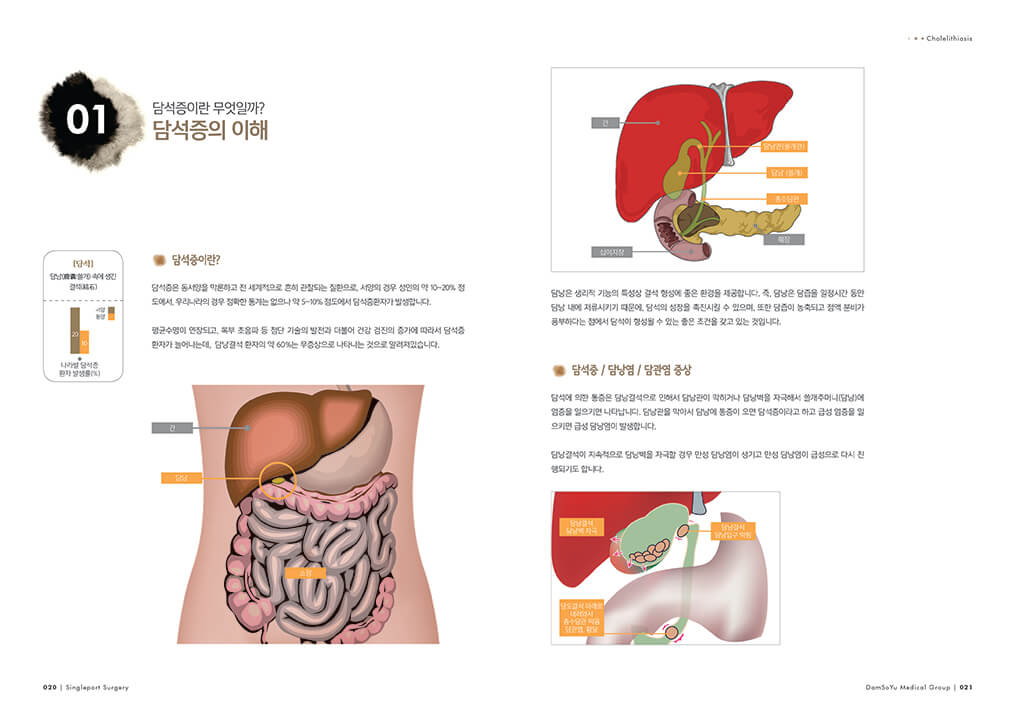 Cholelithiasis
01
담석증이란 무엇일까?
담석증의 이해
[담석]
담낭(膽囊:쓸개) 속에 생긴
결석(結石)
서양
동양
20
10
나라별 담석증
환자 발생률(%)
담석증이란?
담석증은 동서양을 막론하고 전 세계적으로 흔히 관찰되는 질환으로, 서양의 경우 성인의 약 10~20% 정
도에서, 우리나라의 경우 정확한 통계는 없으나 약 5~10% 정도에서 담석증환자가 발생합니다.
평균수명이 연장되고, 복부 초음파 등 첨단 기술의 발전과 더불어 건강 검진의 증가에 따라서 담석증
환자가 늘어나는데, 담낭결석 환자의 약 60%는 무증상으로 나타나는 것으로 알려져있습니다.
간
담낭
소장
020 | Singleport Surgery
간
담낭관(쓸개관)
담낭 (쓸개)
총수담관
췌장
십이지장
담낭은 생리적 기능의 특성상 결석 형성에 좋은 환경을 제공합니다. 즉, 담낭은 담즙을 일정시간 동안
담낭 내에 저류시키기 때문에, 담석의 성장을 촉진시킬 수 있으며, 또한 담즙이 농축되고 점액 분비가
풍부하다는 점에서 담석이 형성될 수 있는 좋은 조건을 갖고 있는 것입니다.
담석증 / 담낭염 / 담관염 증상
담석에 의한 통증은 담낭결석으로 인해서 담낭관이 막히거나 담낭벽을 자극해서 쓸개주머니(담낭)에
염증을 일으키면 나타납니다. 담낭관을 막아서 담낭에 통증이 오면 담석증이라고 하고 급성 염증을 일
으키면 급성 담낭염이 발생합니다.
담낭결석이 지속적으로 담낭벽을 자극할 경우 만성 담낭염이 생기고 만성 담낭염이 급성으로 다시 진
행되기도 합니다.
담낭결석
담낭벽 자극
담낭결석
담낭입구 막음
담도결석 아래로
내려와서
총수담관 막음
담관염, 황달
DamSoYu Medical Group | 021